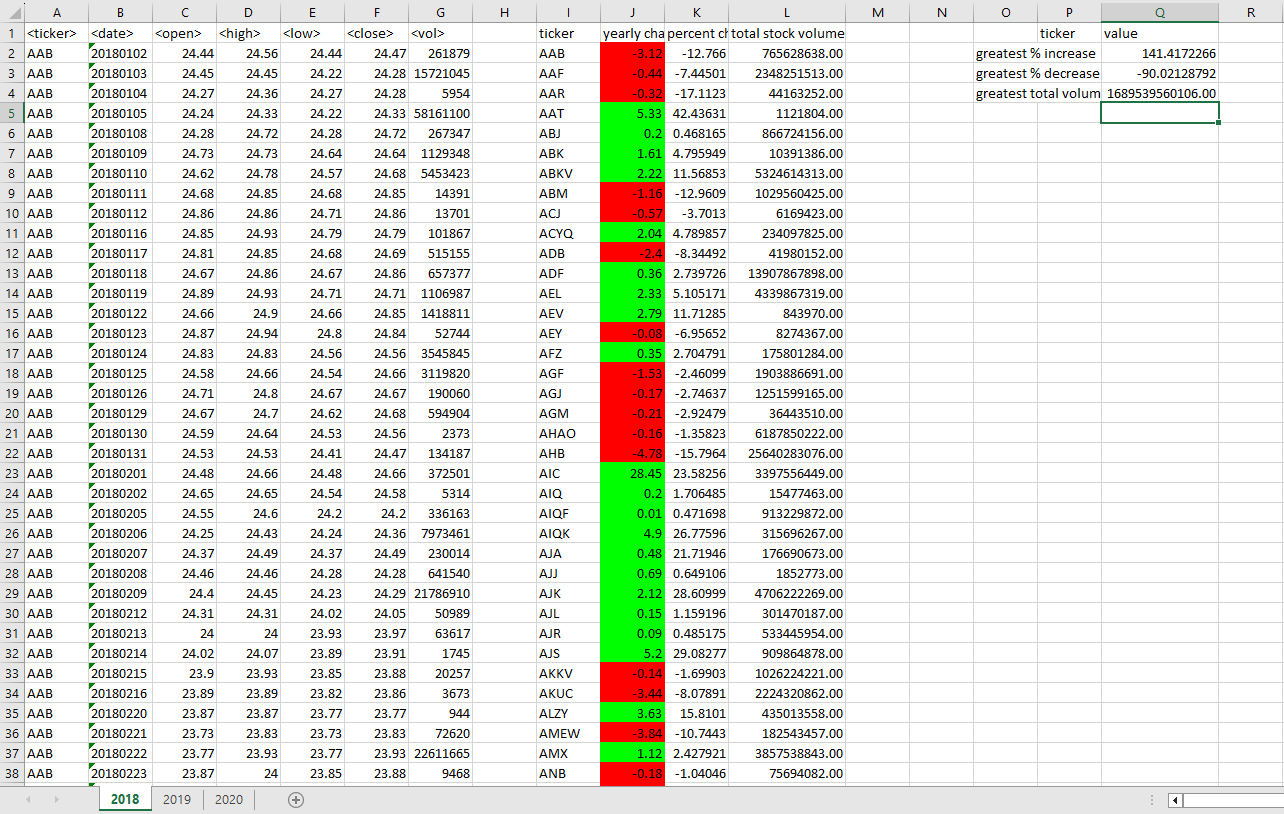 A B C D E F G H I J K L M N O P Q R
1 <ticker> <date> <open> <high> <low> <close> <vol> ticker yearly cha percent ch total stock volume ticker value
2 AAB 20180102 24.44 24.56 24.44 24.47 261879 AAB -3.12 -12.766 765628638.00 greatest % increase 141.4172266
3 AAB 20180103 24.45 24.45 22.22 24.28 15721045 AAF -0.44 -7.44501 2348251513.00 greatest % decrease -90.02128792
4 AAB 20180104 24.27 24.36 24.27 24.27 5954 AAR -0.32 -17.1123 44163252.00 greatest total volum 1689539560106.00
5 AAB 20180105 24.24 24.33 24.22 24.33 58161100 AAT 5.33 42.43631 1121804.00
6 AAB 20180108 24.28 24.72 24.28 24.72 267347 ABJ 0.2 0.468165 866724156.00
7 AAB 20180109 24.73 24.73 24.64 24.64 1129348 ABK 1.61 4.795949 10391386.00
8 AAB 20180110 24.62 24.78 24.57 24.68 5453423 ABKV 2.22 11.56853 5324614313.00
9 AAB 20180111 24.68 24.85 24.68 24.85 14391 ABM -1.16 -12.9609 1029560425.00
10 AAB 20180112 24.86 24.86 24.71 24.86 13701 ACJ -0.57 -3.7013 6169423.00
11 AAB 20180116 24.85 24.93 24.79 24.79 101867 ACYQ 2.04 4.789857 234097825.00
12 AAB 20180117 24.81 24.85 24.68 24.69 515155 ADB -2.4 -8.34492 41980152.00
13 AAB 20180118 24.67 24.86 24.67 24.86 657377 ADF 0.36 2.739726 13907867898.00
14 AAB 20180119 24.89 24.93 24.71 24.71 1106987 AEL 2.33 5.105171 4339867319.00
15 AAB 20180122 24.66 24.9 24.66 24.85 1418811 AEV 2.79 11.71285 843970.00
16 AAB 20180123 24.87 24.94 24.8 24.84 52744 AEY -0.08 -6.95652 8274367.00
17 AAB 20180124 24.83 24.83 24.56 24.56 3545845 AFZ 0.35 2.704791 175801284.00
18 AAB 20180125 24.58 24.66 24.54 24.66 3119820 AGF -1.53 -2.46099 1903886691.00
19 AAB 20180126 24.71 24.8 24.67 24.67 190060 AGJ -0.17 -2.74637 1251599165.00
20 AAB 20180129 24.67 24.7 24.62 24.68 594904 AGM -0.21 -2.92479 36443510.00
21 AAB 20180130 24.59 24.64 24.53 24.56 2373 AHAO -0.16 -1.35823 6187850222.00
22 AAB 20180131 24.53 24.53 24.41 24.47 134187 AHB -4.78 -15.7964 25640283076.00
23 AAB 20180201 24.48 24.66 24.48 24.66 372501 AIC 28.45 23.58256 3397556449.00
24 AAB 20180202 24.65 24.65 24.54 24.58 5314 AIQ 0.2 1.706485 15477463.00
25 AAB 20180205 24.55 24.6 24.2 24.2 336163 AIQF 0.01 0.471698 913229872.00
26 AAB 20180206 24.25 24.43 24.24 24.36 7973461 AIQK 4.9 26.77596 315696267.00
27 AAB 20180207 24.37 24.49 24.37 24.49 230014 AJA 0.48 21.71946 176690673.00
28 AAB 20180208 24.46 24.46 24.28 24.28 641540 AJJ 0.69 0.649106 1852773.00
29 AAB 20180209 24.4 24.45 24.23 24.29 21786910 AJK 2.12 28.60999 4706222269.00
30 AAB 20180212 24.31 24.31 24.02 24.05 50989 AJL 0.15 1.159196 301470187.00
31 AAB 20180213 24 24 23.93 23.97 63617 AJR 0.09 0.485175 533445954.00
32 AAB 20180214 24.02 24.07 23.89 23.91 1745 AJS 5.2 29.08277 909864878.00
33 AAB 20180215 23.9 23.93 23.85 23.88 20257 AKKV -0.14 -1.69903 1026224221.00
34 AAB 20180216 23.89 23.89 23.82 23.86 3673 AKUC -3.44 -8.07891 2224320862.00
35 AAB 20180220 23.87 23.87 23.77 23.77 944 ALZY 3.63 15.8101 435013558.00
36 AAB 20180221 23.73 23.83 23.73 23.83 72620 AMEW -3.84 -10.7443 182543457.00
37 AAB 20180222 23.77 23.93 23.77 23.93 22611665 AMX 1.12 2.427921 3857538843.00
38 AAB 20180223 23.87 24 23.85 23.88 9468 ANB -0.18 -1.04046 75694082.00
2018 2019 2020